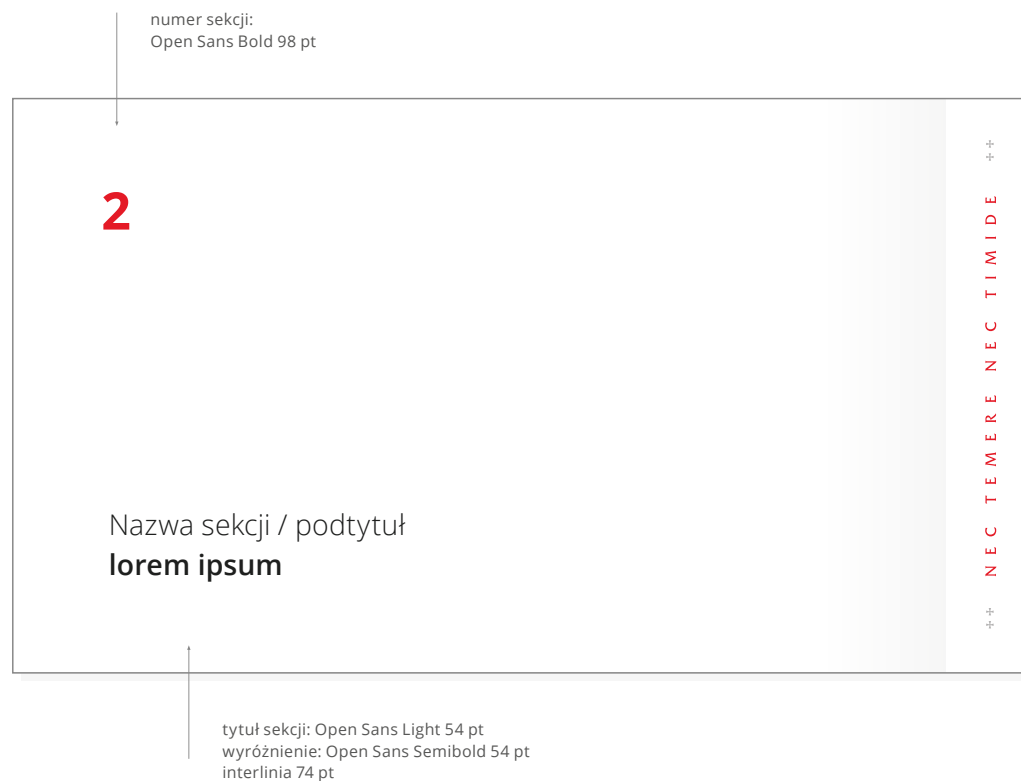 numer sekcji:
Open Sans Bold 98 pt
2
NEC TEMERE NEC TIMIDE
Nazwa sekcji / podtytuł
lorem ipsum
tytuł sekcji: Open Sans Light 54 pt
wyróżnienie: Open Sans Semibold 54 pt
interlinia 74 pt